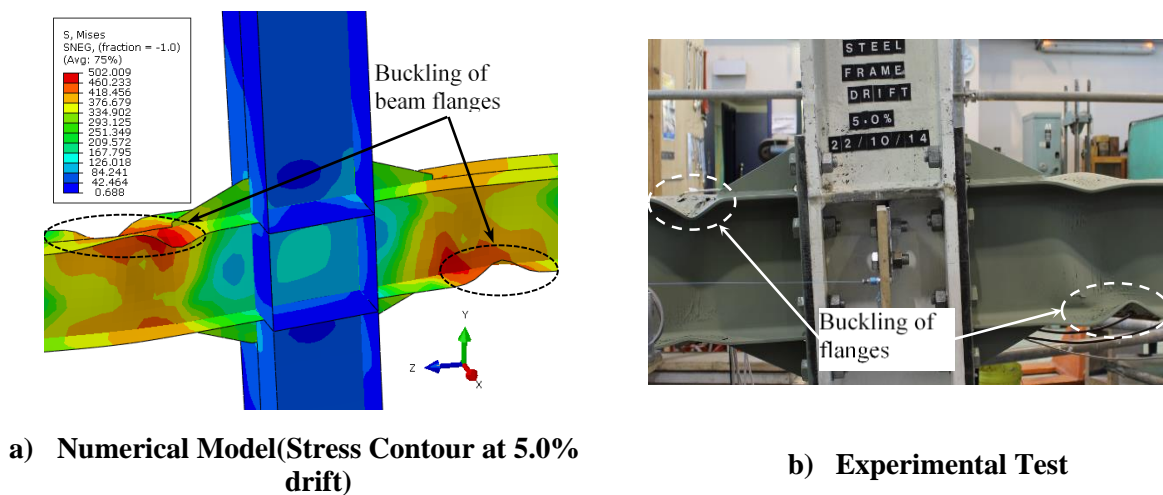 S, Mises
SNEG, (fraction = -1.0)
(Avg: 75%)
502.009
460.233
418.456
376.679
334.902
293.125
251.349
209.572
167.795
126.018
84.241
42.464
0.688
Buckling of
beam flanges
Y
Z
X
STEEL
FRAME
DRIFT
5.0%
22/10/14
Buckling of
flanges
a) Numerical Model(Stress Contour at 5.0%
drift)
b) Experimental Test